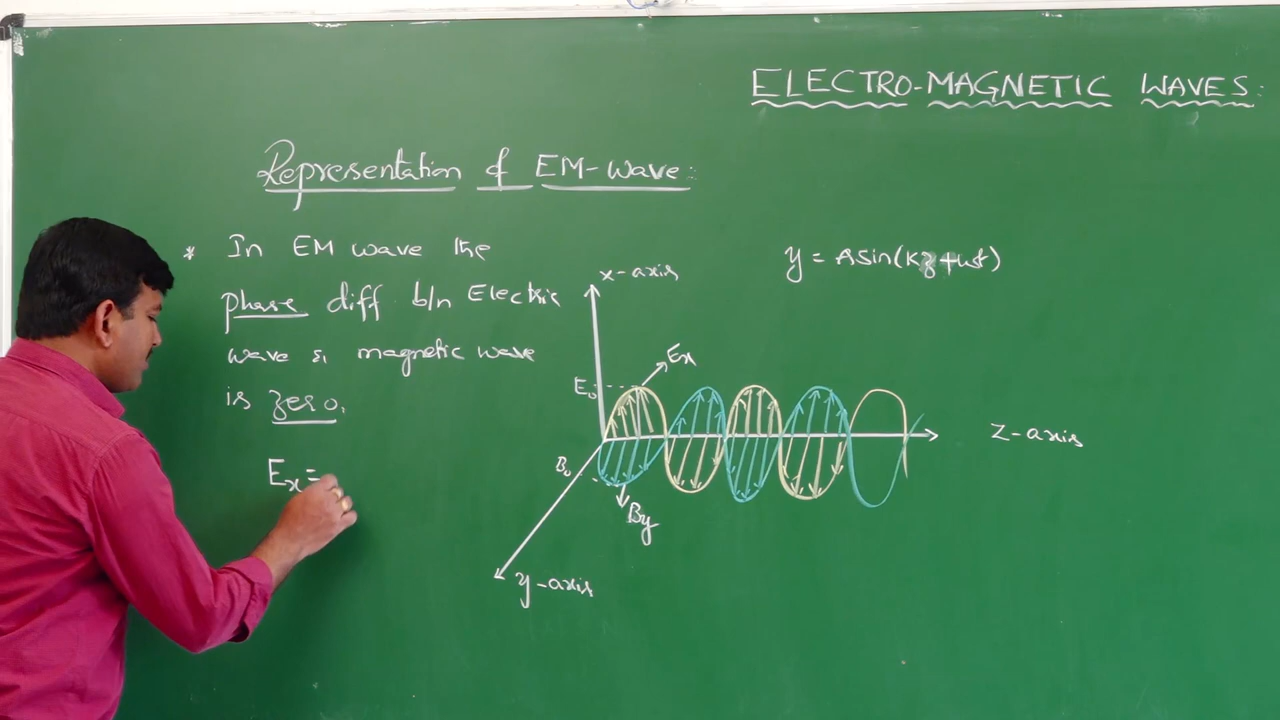 ELECTRO-MAGNETIC WAVES:
Representation of EM-wave:
* In EM wave the
phase diff b/n Electric
wave & magnetic wave
is zero.
Ex=
y = Asin(kz+wt)
x-axis
Ex
E₀
z-axis
B₀
By
y-axis